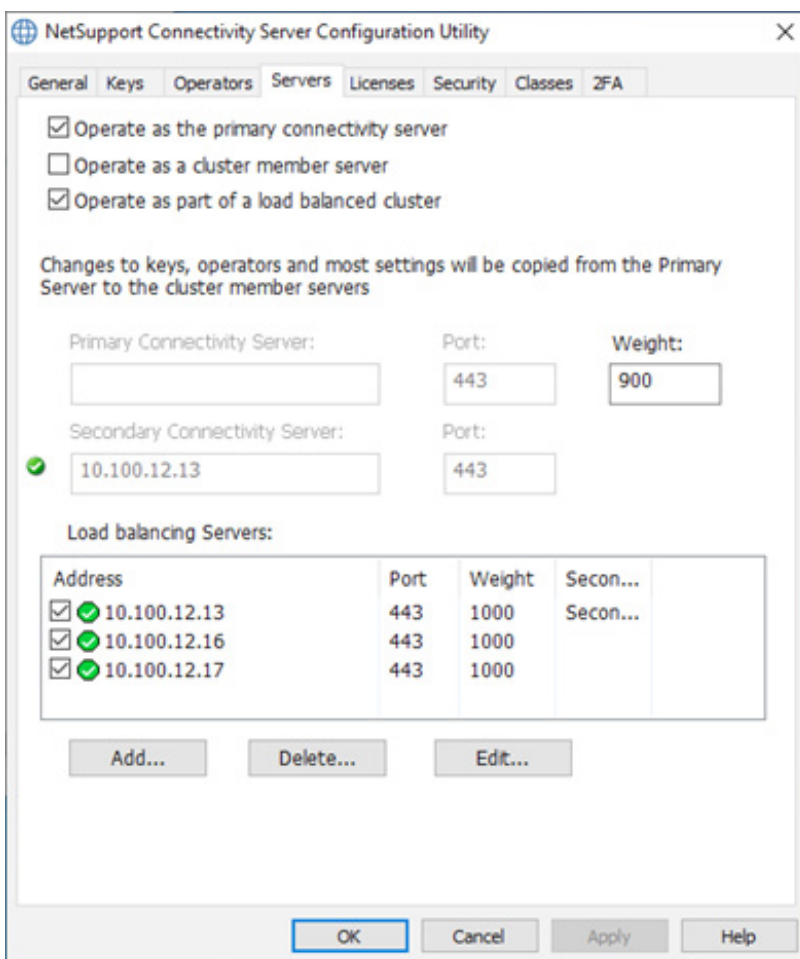 NetSupport Connectivity Server Configuration Utility
General Keys Operators Servers Licenses Security Classes 2FA
Operate as the primary connectivity server
Operate as a cluster member server
Operate as part of a load balanced cluster
Changes to keys, operators and most settings will be copied from the Primary
Server to the cluster member servers
Primary Connectivity Server: Port: Weight:
443 900
Secondary Connectivity Server: Port:
10.100.12.13 443
Load balancing Servers:
Address Port Weight Secon...
10.100.12.13 443 1000 Secon...
10.100.12.16 443 1000
10.100.12.17 443 1000
Add... Delete... Edit...
OK Cancel Apply Help